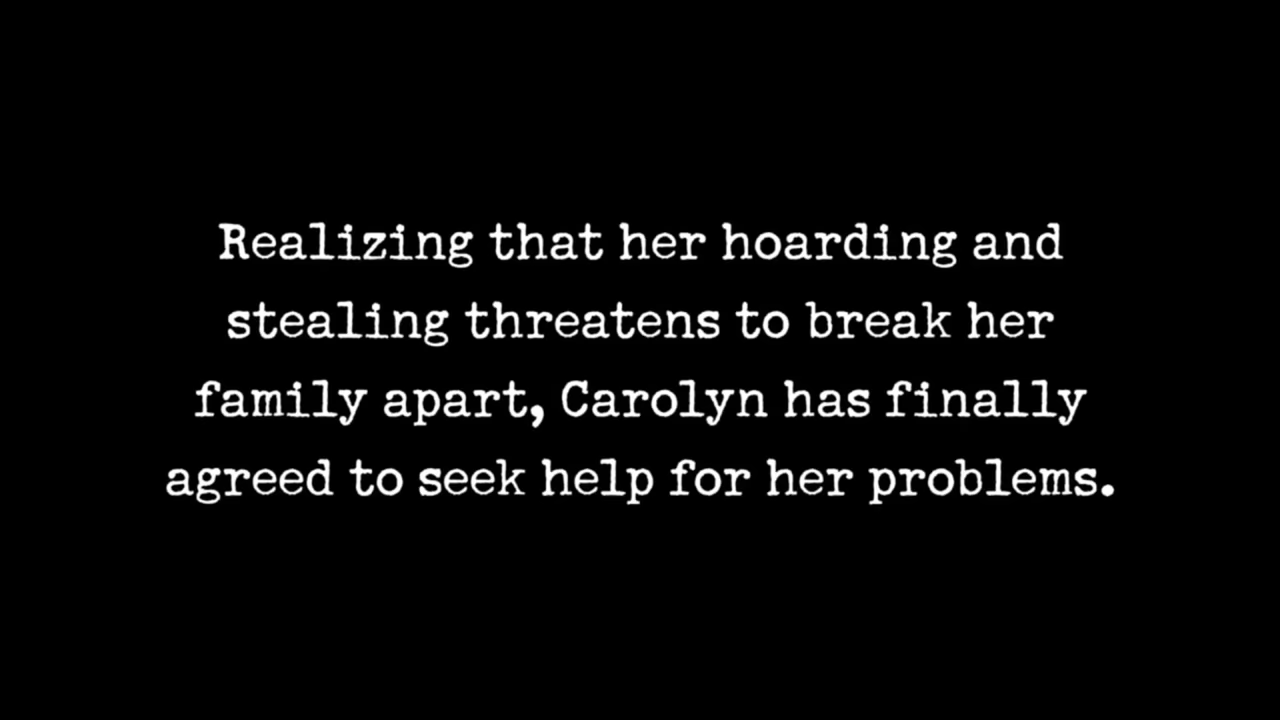 Realizing that her hoarding and
stealing threatens to break her
family apart, Carolyn has finally
agreed to seek help for her problems.